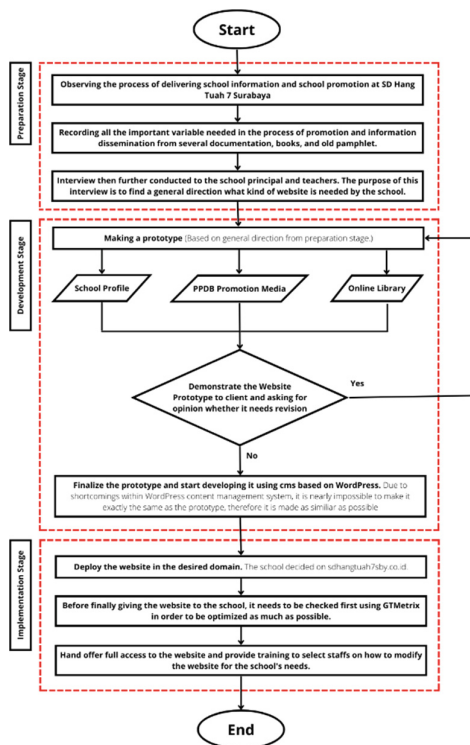 Start
Preparation Stage
Observing the process of delivering school information and school promotion at SD Hang
Tuah 7 Surabaya
Recording all the important variable needed in the process of promotion and information
dissemination from several documentation, books, and old pamphlet.
Interview then further conducted to the school principal and teachers. The purpose of this
interview is to find a general direction what kind of website is needed by the school.
Development Stage
Making a prototype (Based on general direction from preparation stage.)
School Profile
PPDB Promotion Media
Online Library
Demonstrate the Website
Prototype to client and asking for
opinion whether it needs revision
Yes
No
Finalize the prototype and start developing it using cms based on WordPress. Due to
shortcomings within WordPress content management system, it is nearly impossible to make it
exactly the same as the prototype, therefore it is made as similiar as possible
Implementation Stage
Deploy the website in the desired domain. The school decided on sdhangtuah7sby.co.id.
Before finally giving the website to the school, it needs to be checked first using GTMetrix
in order to be optimized as much as possible.
Hand offer full access to the website and provide training to select staffs on how to modify
the website for the school's needs.
End